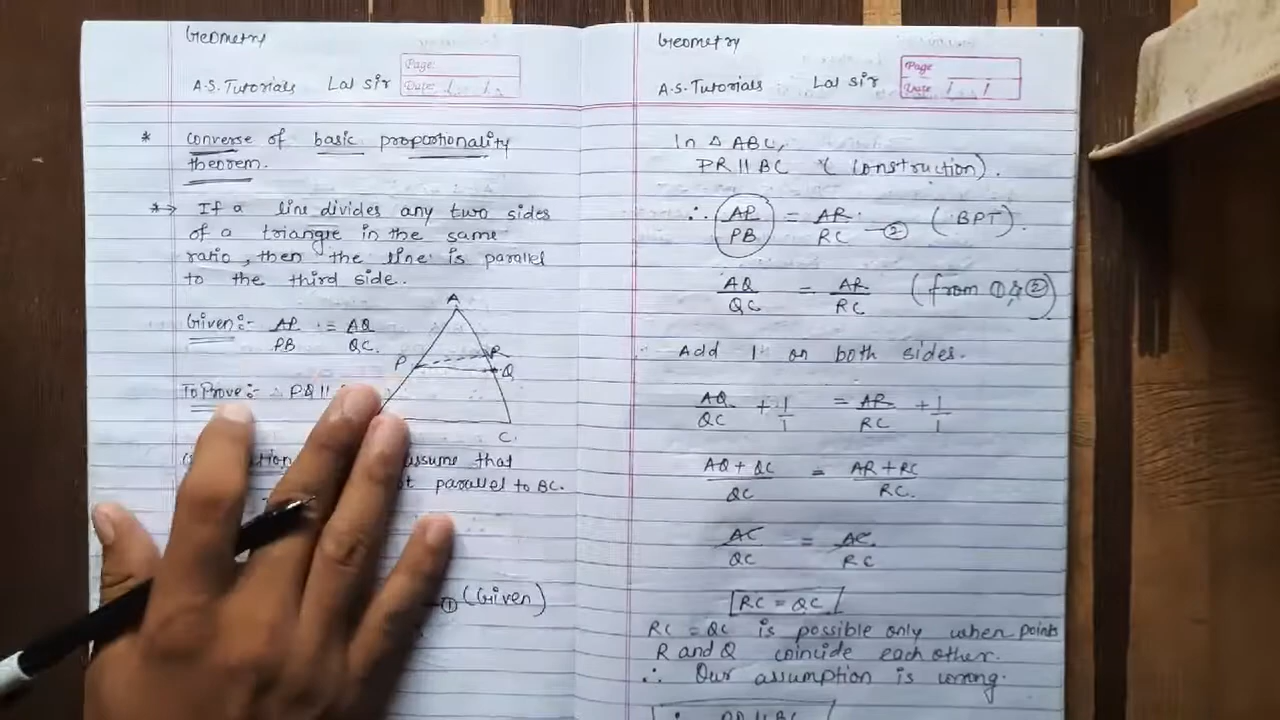 Geometry
A.S. Tutorials Lal Sir
Page:
Date: / /
* Converse of basic proportionality
theorem.
*→ If a line divides any two sides
of a triangle in the same
ratio, then the line is parallel
to the third side.
Given:- AP/PB = AQ/QC.
A
P
R
Q
C
To Prove:- PQ ||
assume that
parallel to BC.
① (Given)
Geometry
A.S. Tutorials Lal Sir
Page
Date / /
In △ ABC,
PR || BC (Construction).
∴ AP/PB = AR/RC - ② (BPT).
AQ/QC = AR/RC (from ① & ②)
Add 1 on both sides.
AQ/QC + 1/1 = AR/RC + 1/1
AQ + QC/QC = AR + RC/RC.
AC/QC = AC/RC
RC = QC
RC = QC is possible only when points
R and Q coincide each other.
∴ Our assumption is wrong.
∴ PQ || BC